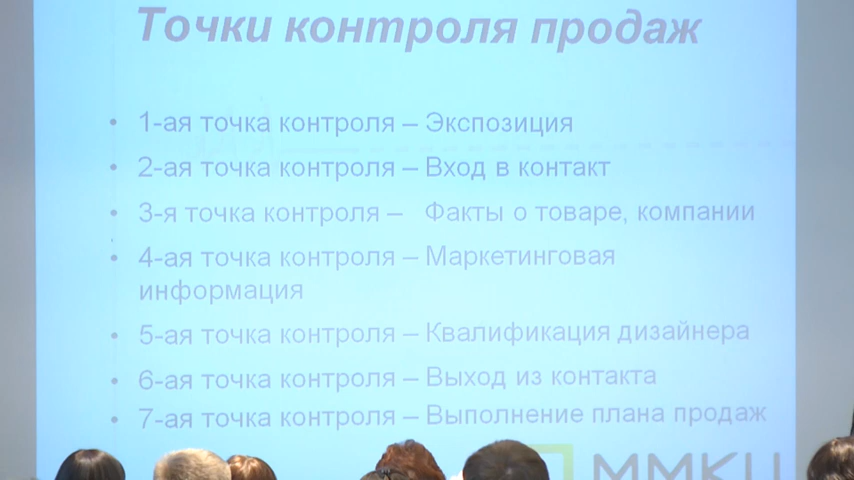 Точки контроля продаж
• 1-ая точка контроля – Экспозиция
• 2-ая точка контроля – Вход в контакт
• 3-я точка контроля – Факты о товаре, компании
• 4-ая точка контроля – Маркетинговая
информация
• 5-ая точка контроля – Квалификация дизайнера
• 6-ая точка контроля – Выход из контакта
• 7-ая точка контроля – Выполнение плана продаж
ММКЦ